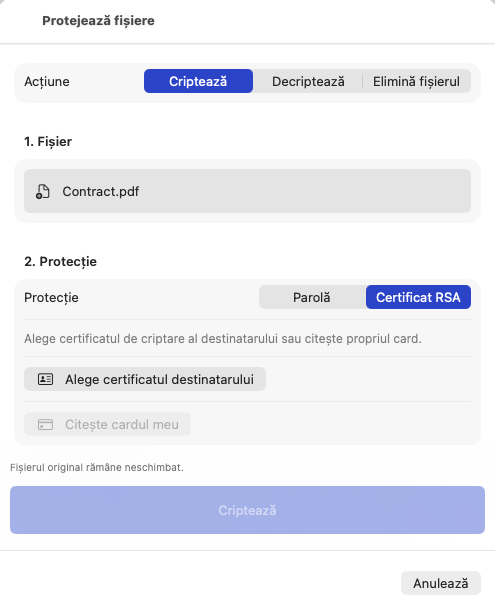 Protejează fișiere
Acțiune
Criptează
Decriptează
Elimină fișierul
1. Fișier
Contract.pdf
2. Protecție
Protecție
Parolă
Certificat RSA
Alege certificatul de criptare al destinatarului sau citește propriul card.
Alege certificatul destinatarului
Citește cardul meu
Fișierul original rămâne neschimbat.
Criptează
Anulează